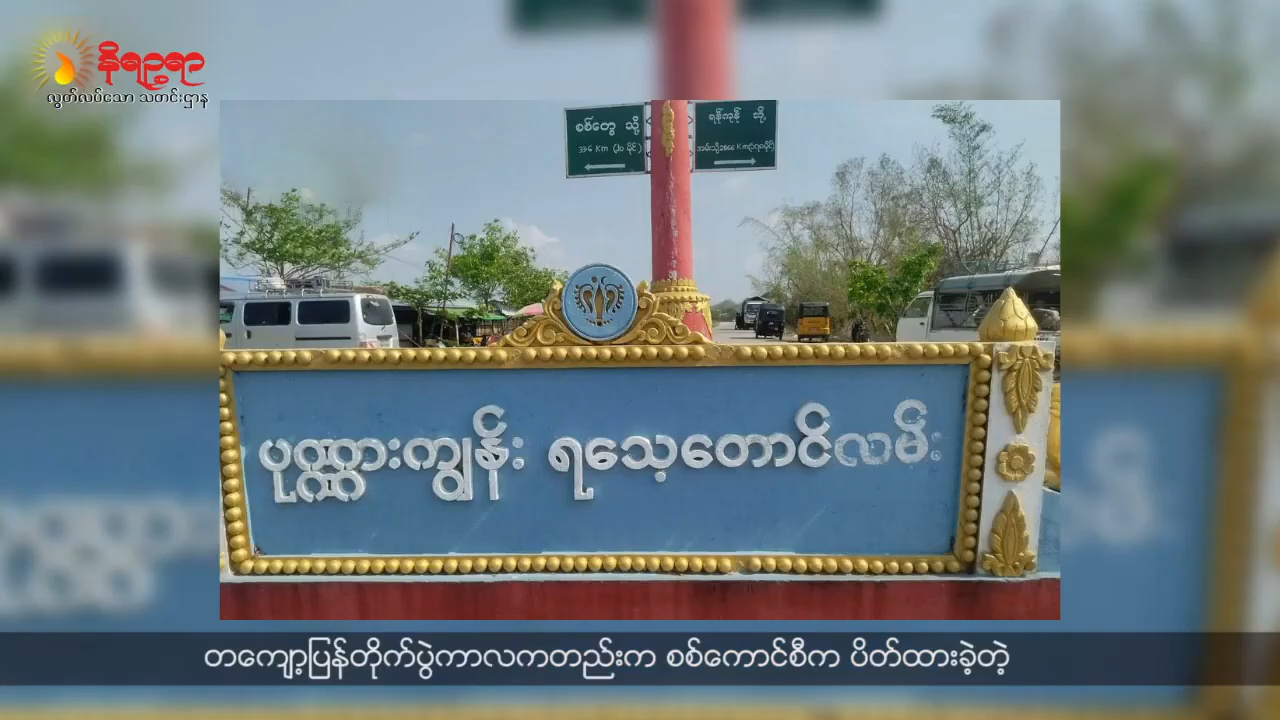 နိရဉ္စရာ
လွတ်လပ်သော သတင်းဌာန
စစ်တွေ သို့
ရန်ကုန် သို့
ပုဏ္ဏားကျွန်း ရသေ့တောင်လမ်း
တကျော့ပြန်တိုက်ပွဲကာလကတည်းက စစ်ကောင်စီက ပိတ်ထားခဲ့တဲ့